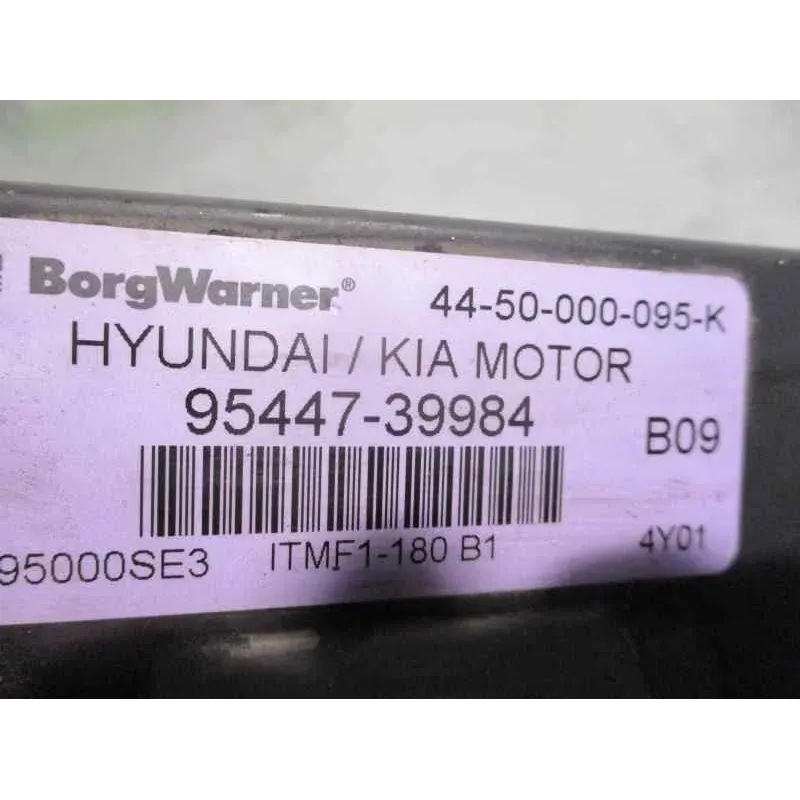 BorgWarner® 44-50-000-095-K
HYUNDAI / KIA MOTOR
95447-39984
B09
95000SE3 ITMF1-180 B1 4Y01